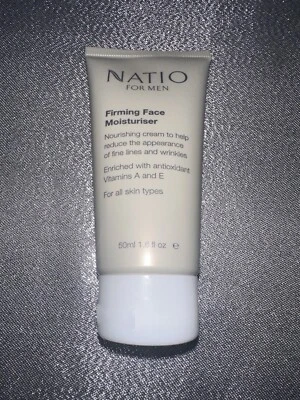 NATIO
FOR MEN
Firming Face
Moisturiser
Nourishing cream to help
reduce the appearance
of fine lines and wrinkles
Enriched with antioxidant
Vitamins A and E
For all skin types
50ml 1.6 fl oz e